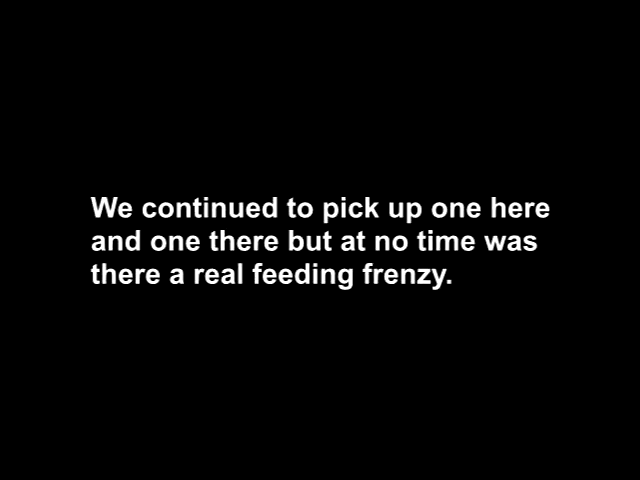 We continued to pick up one here
and one there but at no time was
there a real feeding frenzy.